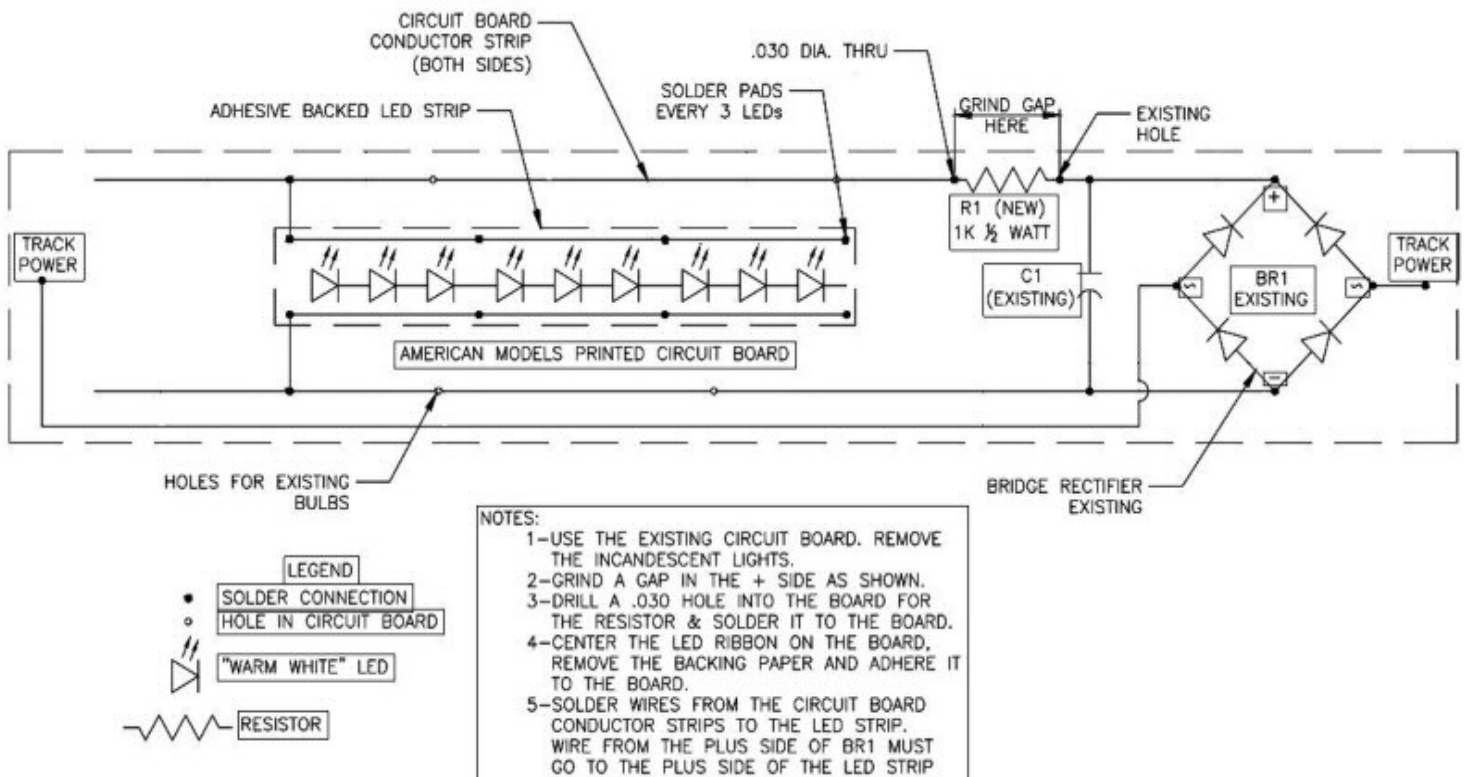 CIRCUIT BOARD
CONDUCTOR STRIP
(BOTH SIDES)
.030 DIA. THRU
ADHESIVE BACKED LED STRIP
SOLDER PADS
EVERY 3 LEDs
GRIND GAP
HERE
EXISTING
HOLE
R1 (NEW)
1K ½ WATT
+
TRACK
POWER
C1
(EXISTING)
~
BR1
EXISTING
~
TRACK
POWER
AMERICAN MODELS PRINTED CIRCUIT BOARD
–
HOLES FOR EXISTING
BULBS
BRIDGE RECTIFIER
EXISTING
LEGEND
SOLDER CONNECTION
HOLE IN CIRCUIT BOARD
"WARM WHITE" LED
RESISTOR
NOTES:
1–USE THE EXISTING CIRCUIT BOARD. REMOVE
THE INCANDESCENT LIGHTS.
2–GRIND A GAP IN THE + SIDE AS SHOWN.
3–DRILL A .030 HOLE INTO THE BOARD FOR
THE RESISTOR & SOLDER IT TO THE BOARD.
4–CENTER THE LED RIBBON ON THE BOARD,
REMOVE THE BACKING PAPER AND ADHERE IT
TO THE BOARD.
5–SOLDER WIRES FROM THE CIRCUIT BOARD
CONDUCTOR STRIPS TO THE LED STRIP.
WIRE FROM THE PLUS SIDE OF BR1 MUST
GO TO THE PLUS SIDE OF THE LED STRIP